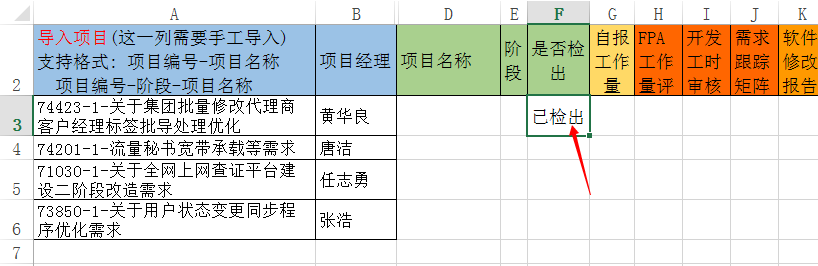 A B D E F G H I J K
2 导入项目(这一列需要手工导入)
支持格式：项目编号-项目名称
项目编号-阶段-项目名称
项目经理
项目名称
阶
段
是否检
出
自报
工作
量
FPA
工作
量评
开发
工时
审核
需求
跟踪
矩阵
软件
修改
报告
3 74423-1-关于集团批量修改代理商
客户经理标签批导处理优化
黄华良
已检出
4 74201-1-流量秘书宽带承载等需求 唐洁
5 71030-1-关于全网上网查证平台建
设二阶段改造需求
任志勇
6 73850-1-关于用户状态变更同步程
序优化需求
张浩
7